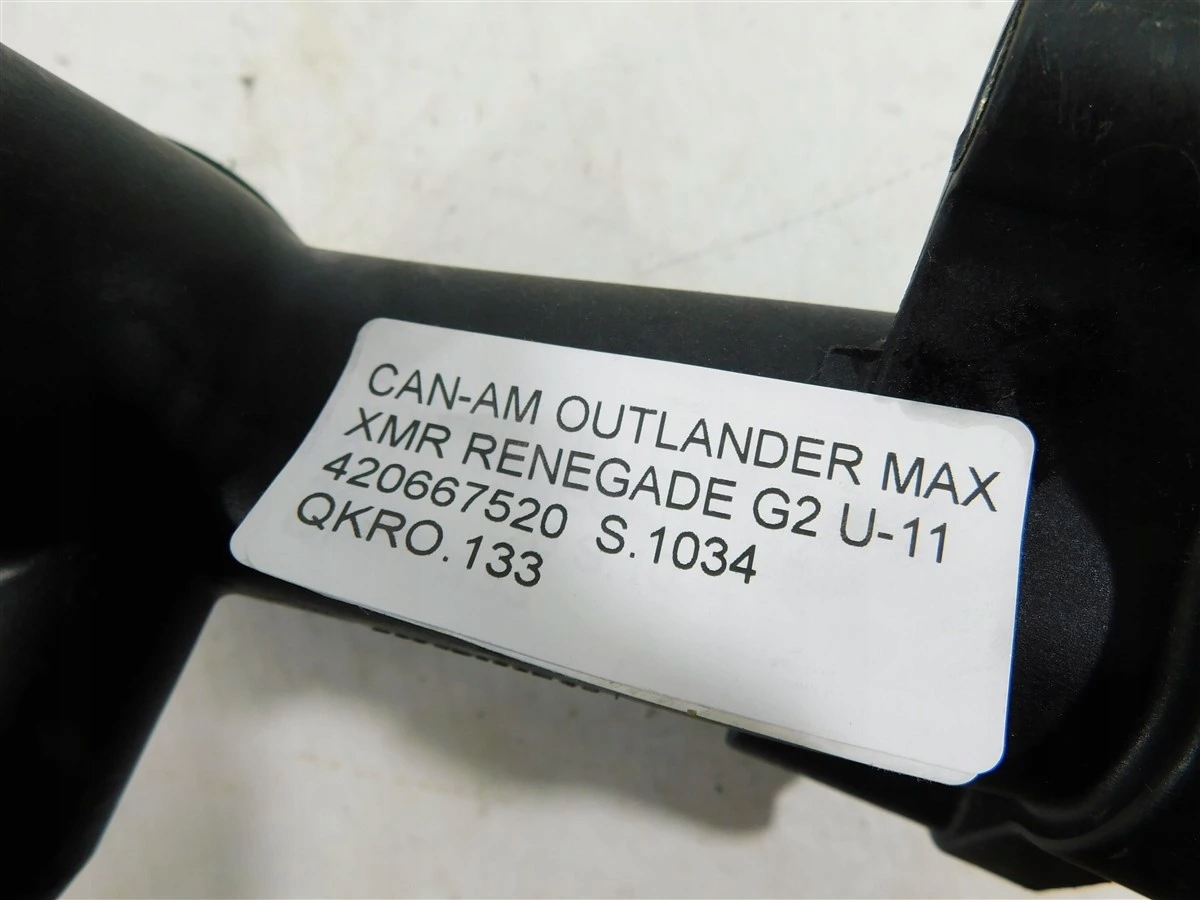 CAN-AM OUTLANDER MAX
XMR RENEGADE G2 U-11
420667520 S.1034
QKRO.133